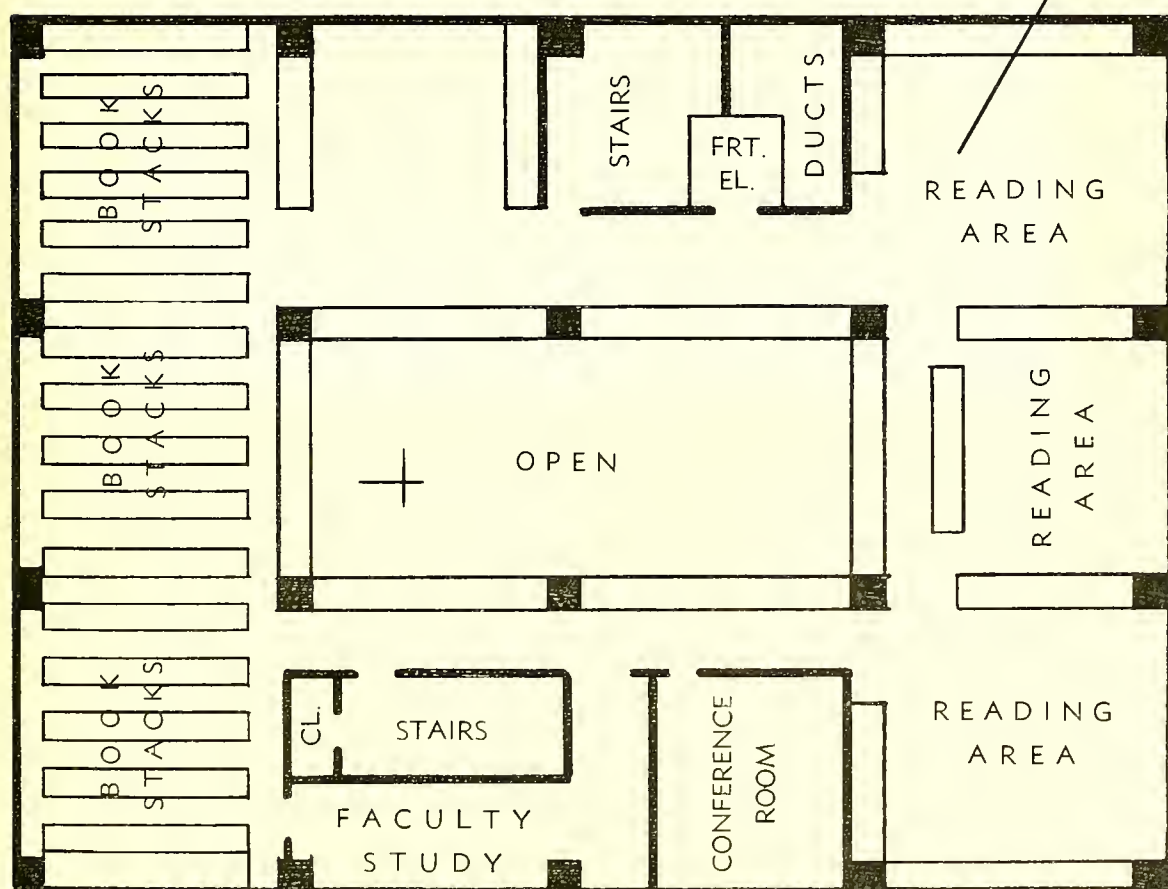 BOOK
STACKS
STAIRS
FRT.
EL.
DUCTS
READING
AREA
BOOK
STACKS
OPEN
READING
AREA
BOOK
STACKS
CL.
STAIRS
FACULTY
STUDY
CONFERENCE
ROOM
READING
AREA